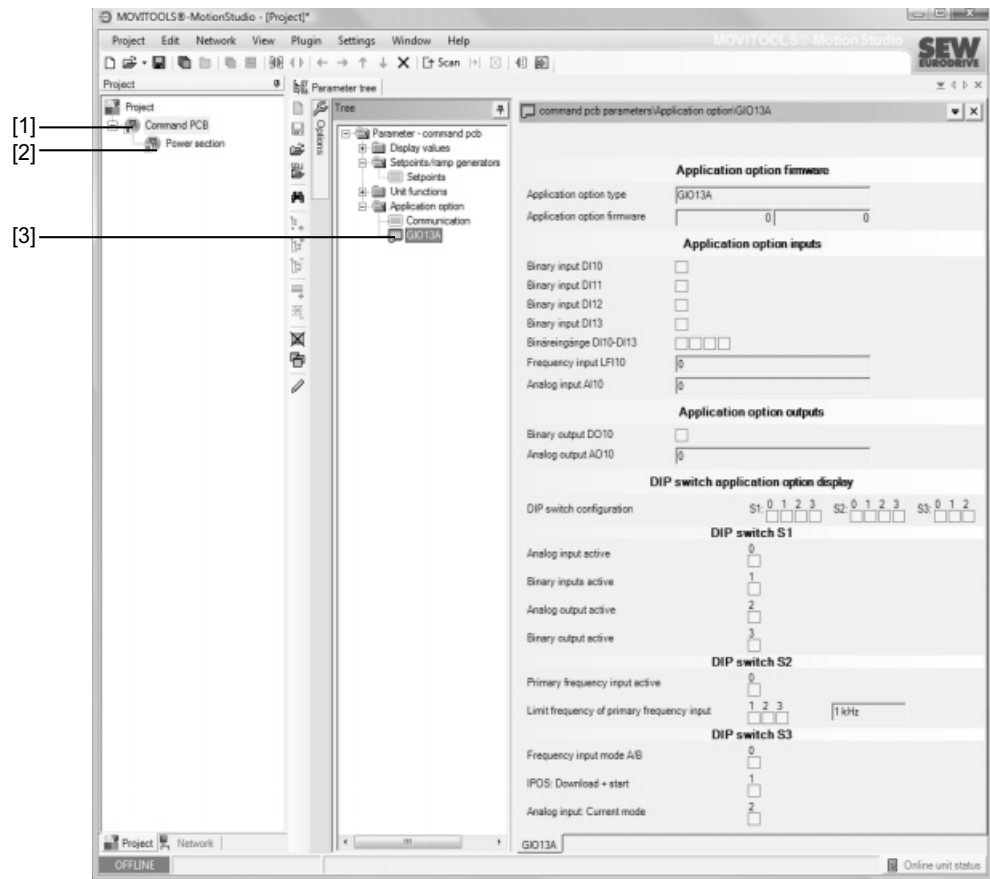 MOVITOOLS®-MotionStudio - [Project]*
Project Edit Network View Plugin Settings Window Help
MOVITOOLS®-MotionStudio
SEW
EURODRIVE
Scan
Project
Parameter tree
[1]
[2]
[3]
Project
Command PCB
Power section
Options
Tree
Parameter - command pcb
Display values
Setpoints/ramp generators
Setpoints
Unit functions
Application option
Communication
GIO13A
command pcb parameters\Application option\GIO13A
Application option firmware
Application option type GIO13A
Application option firmware 0 0
Application option inputs
Binary input DI10
Binary input DI11
Binary input DI12
Binary input DI13
Binäreingänge DI10-DI13
Frequency input LFI10 0
Analog input AI10 0
Application option outputs
Binary output DO10
Analog output AO10 0
DIP switch application option display
DIP switch configuration S1: 0 1 2 3 S2: 0 1 2 3 S3: 0 1 2
DIP switch S1
Analog input active 0
Binary inputs active 1
Analog output active 2
Binary output active 3
DIP switch S2
Primary frequency input active 0
Limit frequency of primary frequency input 1 2 3 1 kHz
DIP switch S3
Frequency input mode A/B 0
IPOS: Download + start 1
Analog input: Current mode 2
Project Network
GIO13A
OFFLINE
Online unit status